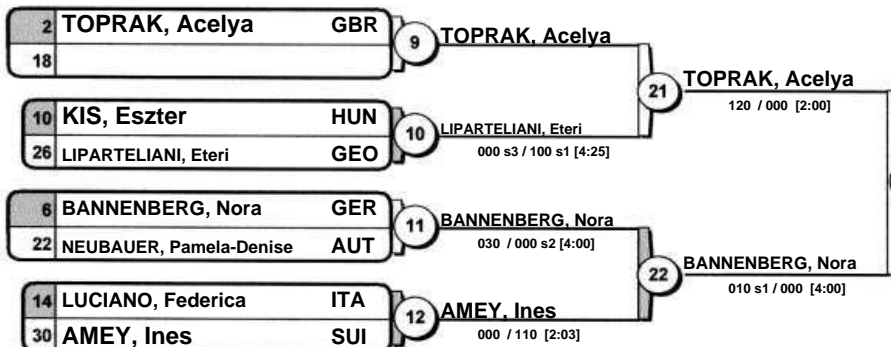 2 TOPRAK, Acelya GBR
18
9
TOPRAK, Acelya
10 KIS, Eszter HUN
26 LIPARTELIANI, Eteri GEO
10
LIPARTELIANI, Eteri
000 s3 / 100 s1 [4:25]
21
TOPRAK, Acelya
120 / 000 [2:00]
6 BANNENBERG, Nora GER
22 NEUBAUER, Pamela-Denise AUT
11
BANNENBERG, Nora
030 / 000 s2 [4:00]
14 LUCIANO, Federica ITA
30 AMEY, Ines SUI
12
AMEY, Ines
000 / 110 [2:03]
22
BANNENBERG, Nora
010 s1 / 000 [4:00]